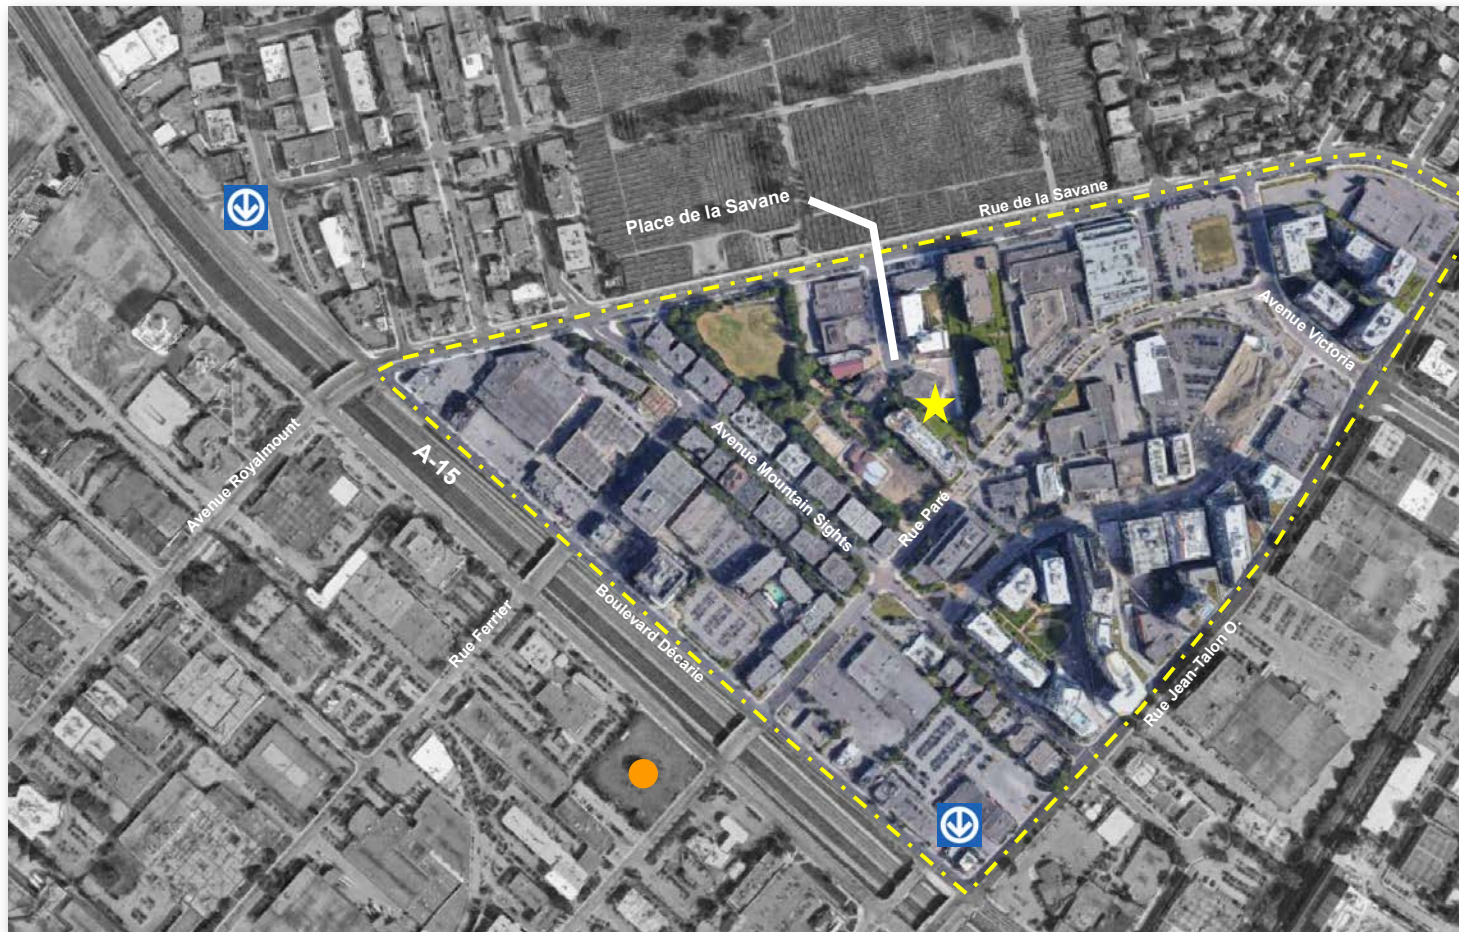 Place de la Savane
Rue de la Savane
Avenue Victoria
Avenue Royalmount
A-15
Avenue Mountain Sights
Rue Paré
Rue Ferrier
Boulevard Décarie
Rue Jean-Talon O.